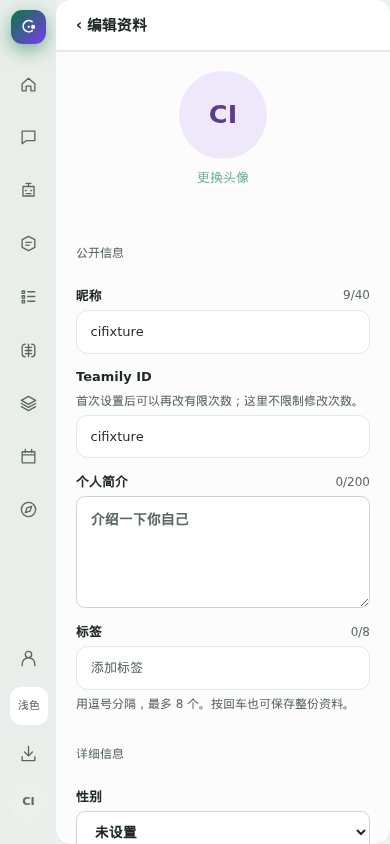 ‹ 编辑资料
CI
更换头像
公开信息
昵称 9/40
cifixture
Teamily ID
首次设置后可以再改有限次数；这里不限制修改次数。
cifixture
个人简介 0/200
介绍一下你自己
标签 0/8
添加标签
用逗号分隔，最多 8 个。按回车也可保存整份资料。
详细信息
性别
未设置
浅色
CI